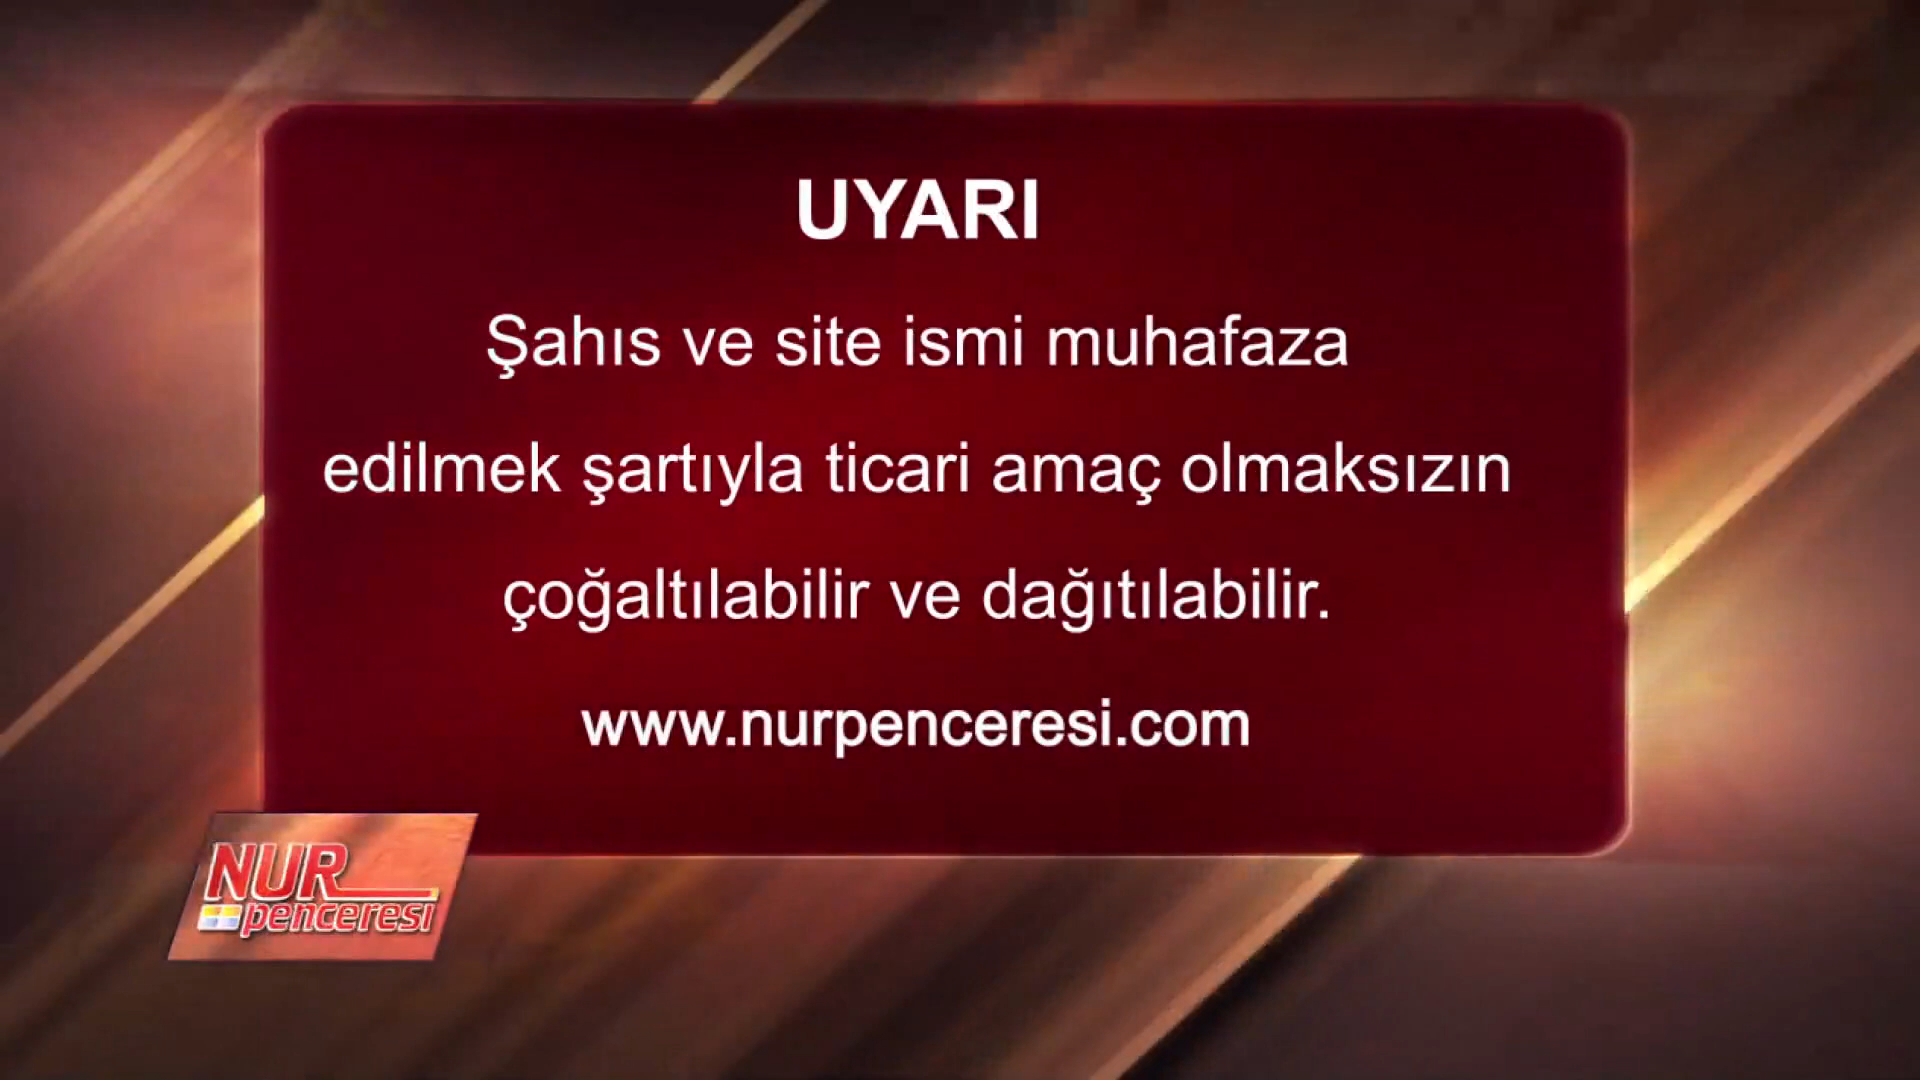 UYARI
Şahıs ve site ismi muhafaza
edilmek şartıyla ticari amaç olmaksızın
çoğaltılabilir ve dağıtılabilir.
www.nurpenceresi.com
NUR
penceresi